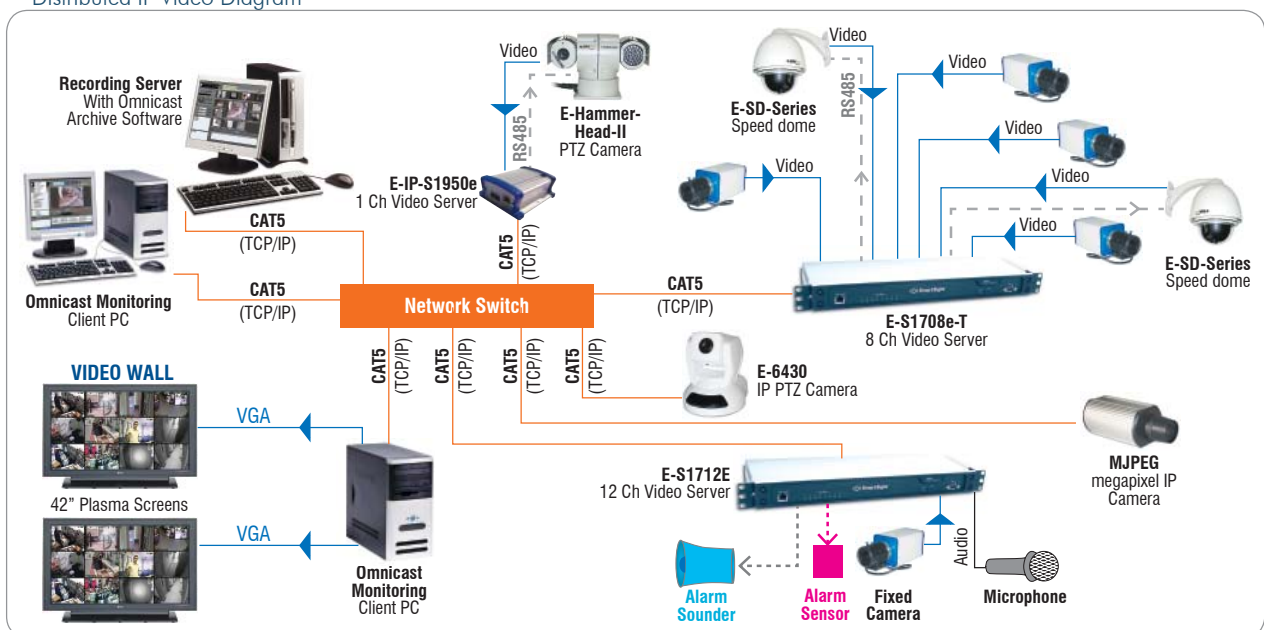 Distributed IP Video Diagram
Recording Server
With Omnicast
Archive Software
CAT5
(TCP/IP)
Omnicast Monitoring
Client PC
CAT5
(TCP/IP)
Video
RS485
E-Hammer-
Head-II
PTZ Camera
E-IP-S1950e
1 Ch Video Server
CAT5
(TCP/IP)
Network Switch
E-SD-Series
Speed dome
RS485
Video
Video
Video
Video
Video
Video
E-SD-Series
Speed dome
CAT5
(TCP/IP)
E-S1708e-T
8 Ch Video Server
CAT5
(TCP/IP)
CAT5
(TCP/IP)
CAT5
(TCP/IP)
CAT5
(TCP/IP)
E-6430
IP PTZ Camera
MJPEG
megapixel IP
Camera
VIDEO WALL
VGA
42” Plasma Screens
VGA
Omnicast
Monitoring
Client PC
E-S1712E
12 Ch Video Server
Alarm
Sounder
Alarm
Sensor
Fixed
Camera
Audio
Microphone